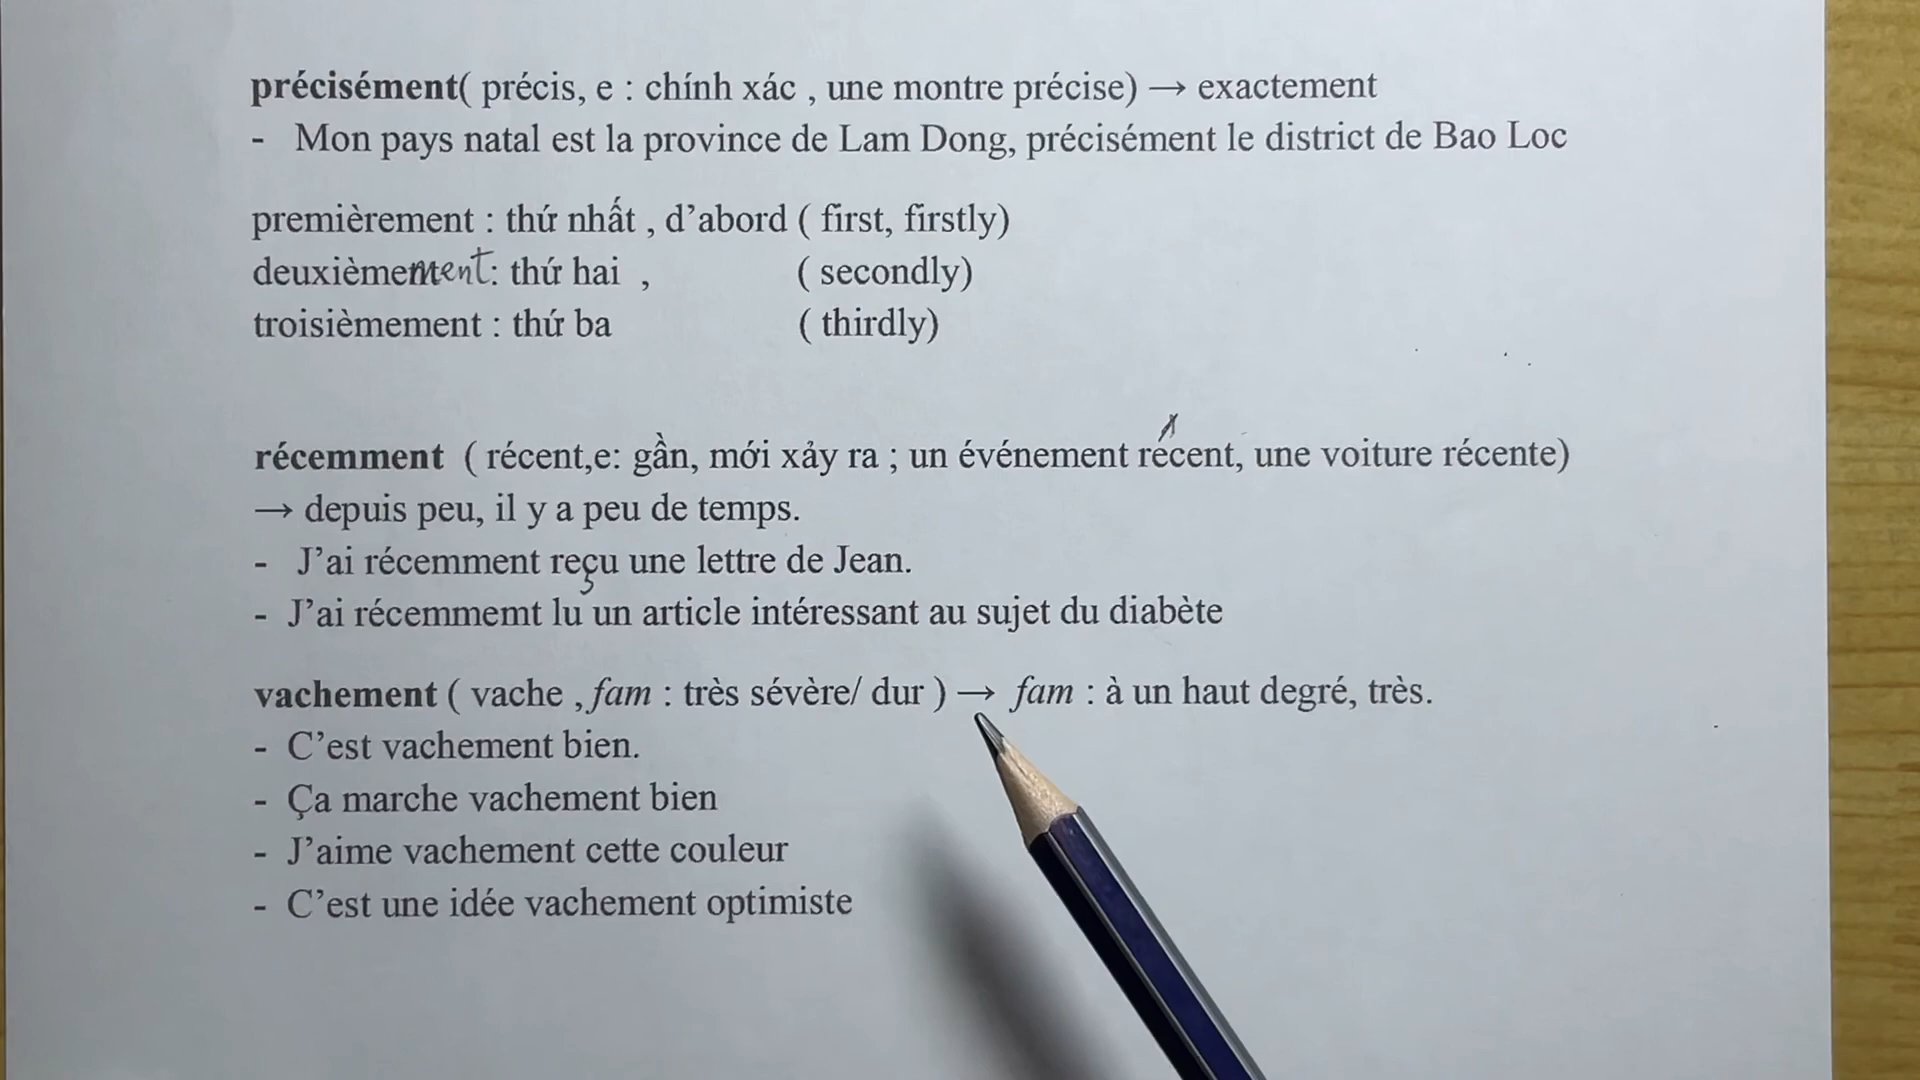 précisément( précis, e : chính xác , une montre précise) → exactement
- Mon pays natal est la province de Lam Dong, précisément le district de Bao Loc
premièrement : thứ nhất , d’abord ( first, firstly)
deuxièmement: thứ hai , ( secondly)
troisièmement : thứ ba ( thirdly)
récemment ( récent,e: gần, mới xảy ra ; un événement récent, une voiture récente)
→ depuis peu, il y a peu de temps.
- J’ai récemment reçu une lettre de Jean.
- J’ai récemmemt lu un article intéressant au sujet du diabète
vachement ( vache , fam : très sévère/ dur ) → fam : à un haut degré, très.
- C’est vachement bien.
- Ça marche vachement bien
- J’aime vachement cette couleur
- C’est une idée vachement optimiste